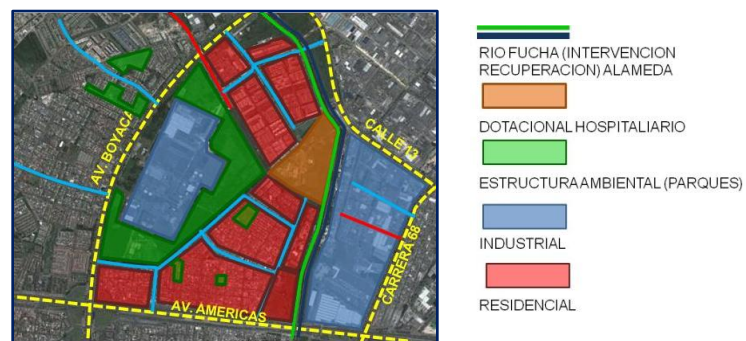 AV. BOYACA
CALLE 13
CARRERA 68
AV. AMERICAS
RIO FUCHA (INTERVENCION
RECUPERACION) ALAMEDA
DOTACIONAL HOSPITALIARIO
ESTRUCTURA AMBIENTAL (PARQUES)
INDUSTRIAL
RESIDENCIAL